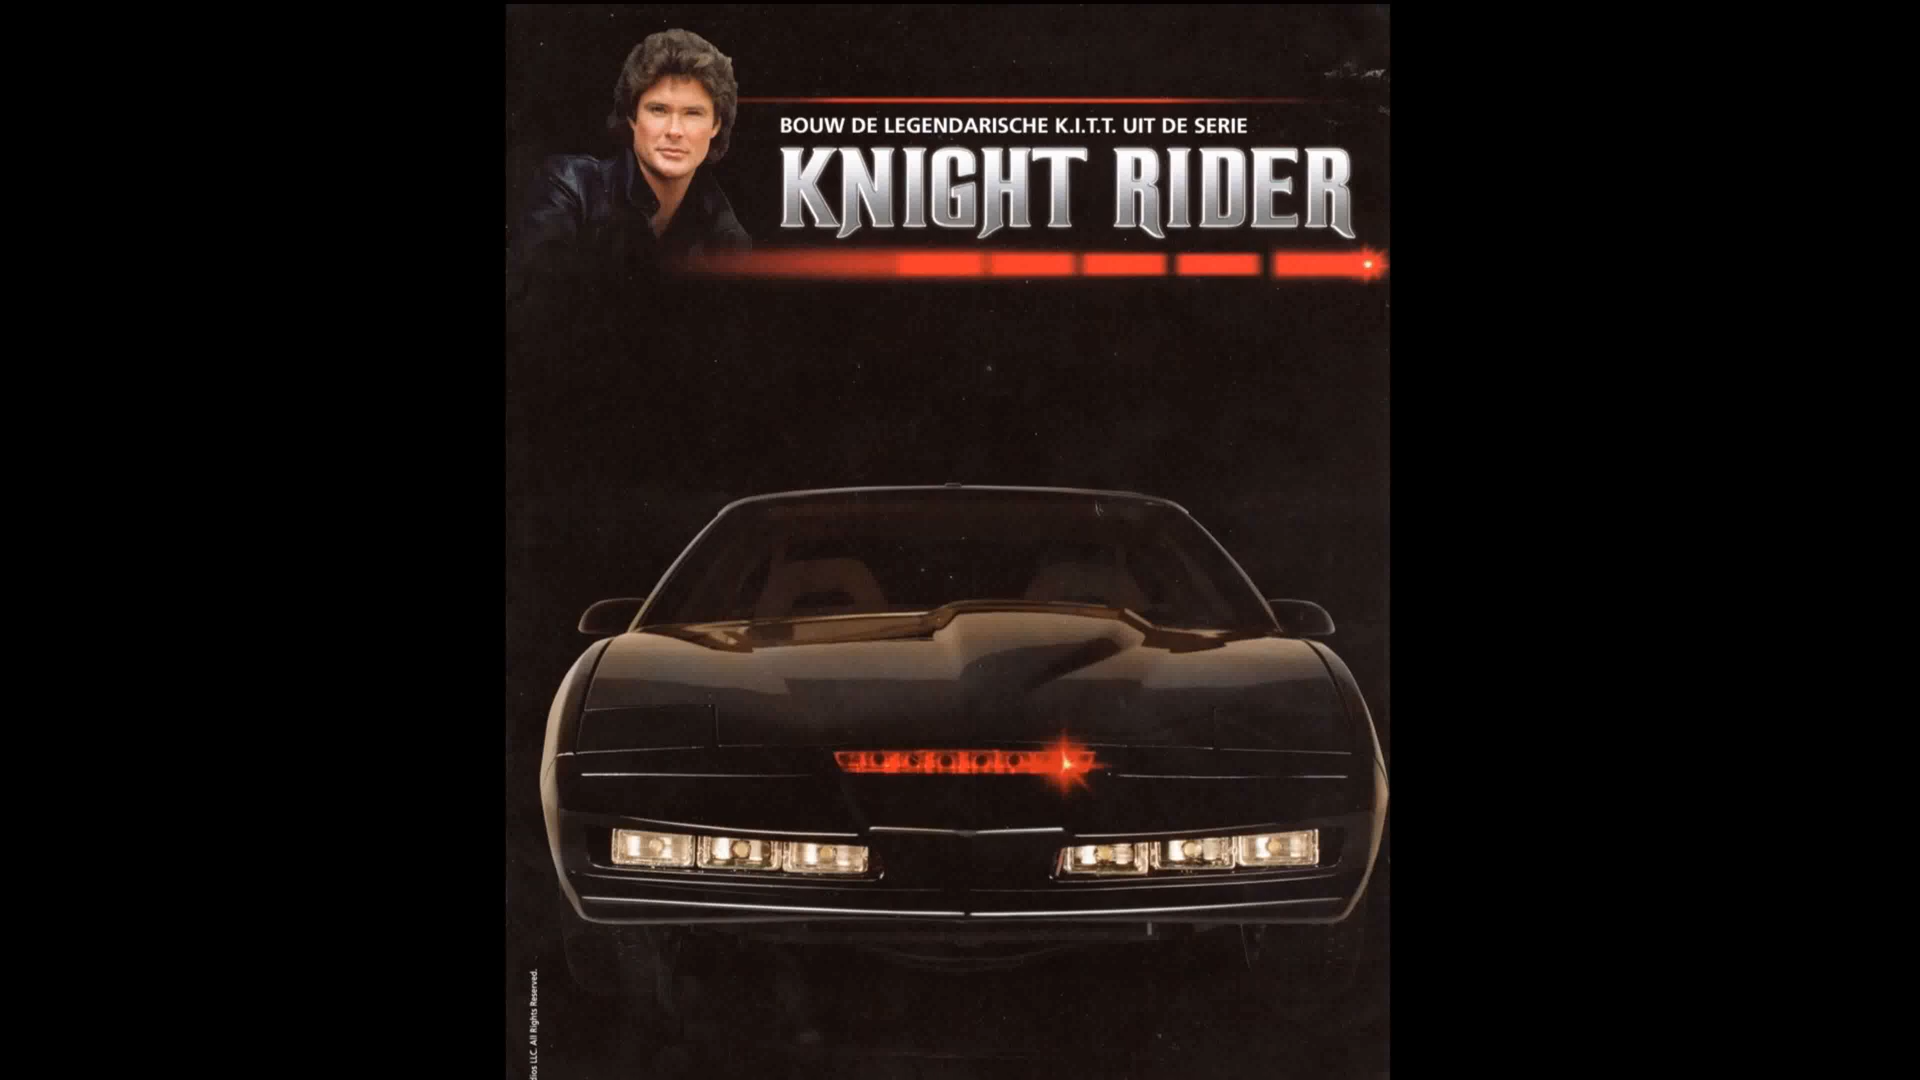 BOUW DE LEGENDARISCHE K.I.T.T. UIT DE SERIE
KNIGHT RIDER
LLC. All Rights Reserved.